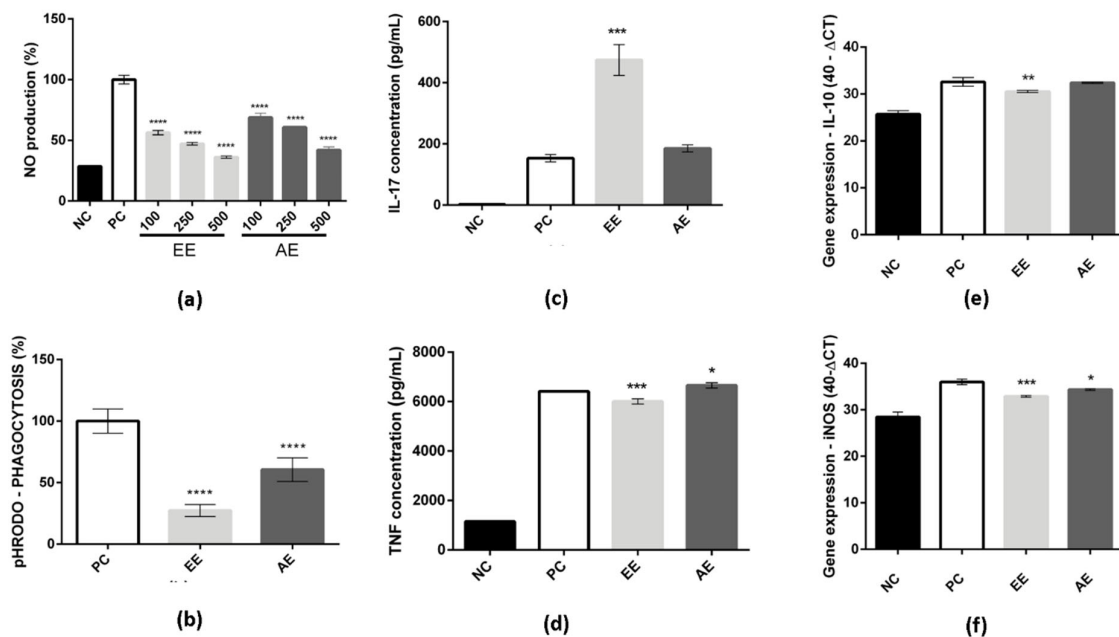 NO production (%)
150
100
50
0
****
****
****
****
****
****
NC
PC
100
250
500
100
250
500
EE
AE
(a)
IL-17 concentration (pg/mL)
600
400
200
0
***
NC
PC
EE
AE
(c)
Gene expression - IL-10 (40 - ΔCT)
40
30
20
10
0
**
NC
PC
EE
AE
(e)
pHRODO - PHAGOCYTOSIS (%)
150
100
50
0
****
****
PC
EE
AE
(b)
TNF concentration (pg/mL)
8000
6000
4000
2000
0
***
*
NC
PC
EE
AE
(d)
Gene expression - iNOS (40-ΔCT)
40
30
20
10
0
***
*
NC
PC
EE
AE
(f)